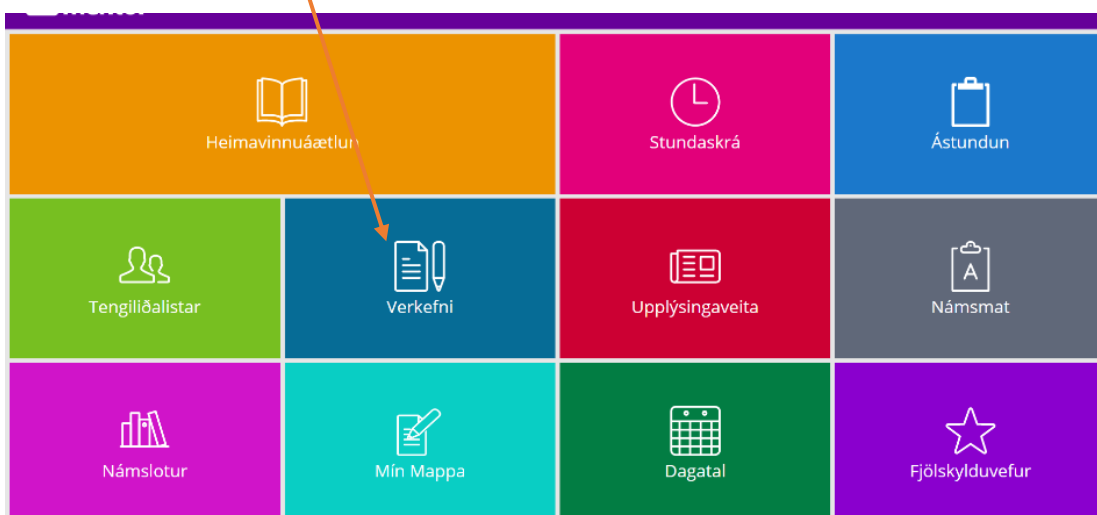 Heimavinnuáætlun
Stundaskrá
Ástundun
Tengiliðalistar
Verkefni
Upplýsingaveita
A
Námsmat
Námslotur
Mín Mappa
Dagatal
Fjölskylduvefur